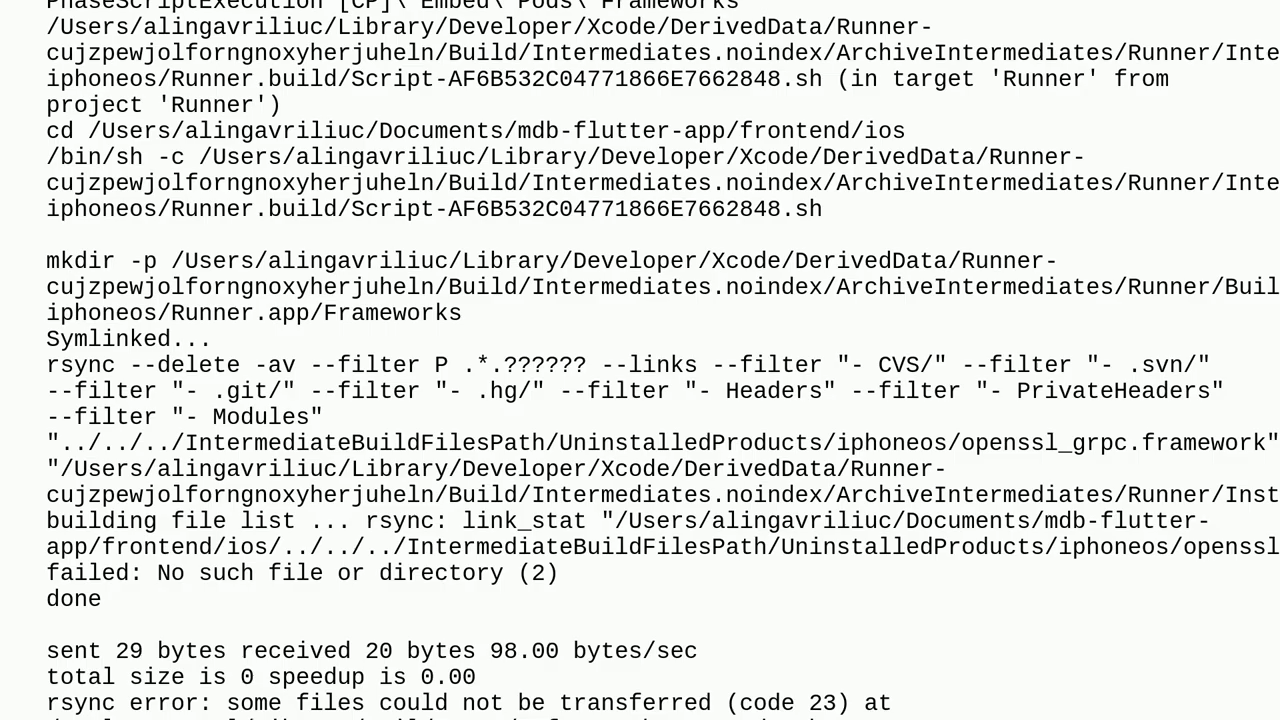 PhaseScriptExecution [CP]\ Embed\ Pods\ Frameworks
/Users/alingavriliuc/Library/Developer/Xcode/DerivedData/Runner-
cujzpewjolforngnoxyherjuheln/Build/Intermediates.noindex/ArchiveIntermediates/Runner/Inte
iphoneos/Runner.build/Script-AF6B532C04771866E7662848.sh (in target 'Runner' from
project 'Runner')
cd /Users/alingavriliuc/Documents/mdb-flutter-app/frontend/ios
/bin/sh -c /Users/alingavriliuc/Library/Developer/Xcode/DerivedData/Runner-
cujzpewjolforngnoxyherjuheln/Build/Intermediates.noindex/ArchiveIntermediates/Runner/Inte
iphoneos/Runner.build/Script-AF6B532C04771866E7662848.sh
mkdir -p /Users/alingavriliuc/Library/Developer/Xcode/DerivedData/Runner-
cujzpewjolforngnoxyherjuheln/Build/Intermediates.noindex/ArchiveIntermediates/Runner/Buil
iphoneos/Runner.app/Frameworks
Symlinked...
rsync --delete -av --filter P .*.?????? --links --filter "- CVS/" --filter "- .svn/"
--filter "- .git/" --filter "- .hg/" --filter "- Headers" --filter "- PrivateHeaders"
--filter "- Modules"
"../../../IntermediateBuildFilesPath/UninstalledProducts/iphoneos/openssl_grpc.framework"
"/Users/alingavriliuc/Library/Developer/Xcode/DerivedData/Runner-
cujzpewjolforngnoxyherjuheln/Build/Intermediates.noindex/ArchiveIntermediates/Runner/Inst
building file list ... rsync: link_stat "/Users/alingavriliuc/Documents/mdb-flutter-
app/frontend/ios/../../../IntermediateBuildFilesPath/UninstalledProducts/iphoneos/openssl
failed: No such file or directory (2)
done
sent 29 bytes received 20 bytes 98.00 bytes/sec
total size is 0 speedup is 0.00
rsync error: some files could not be transferred (code 23) at